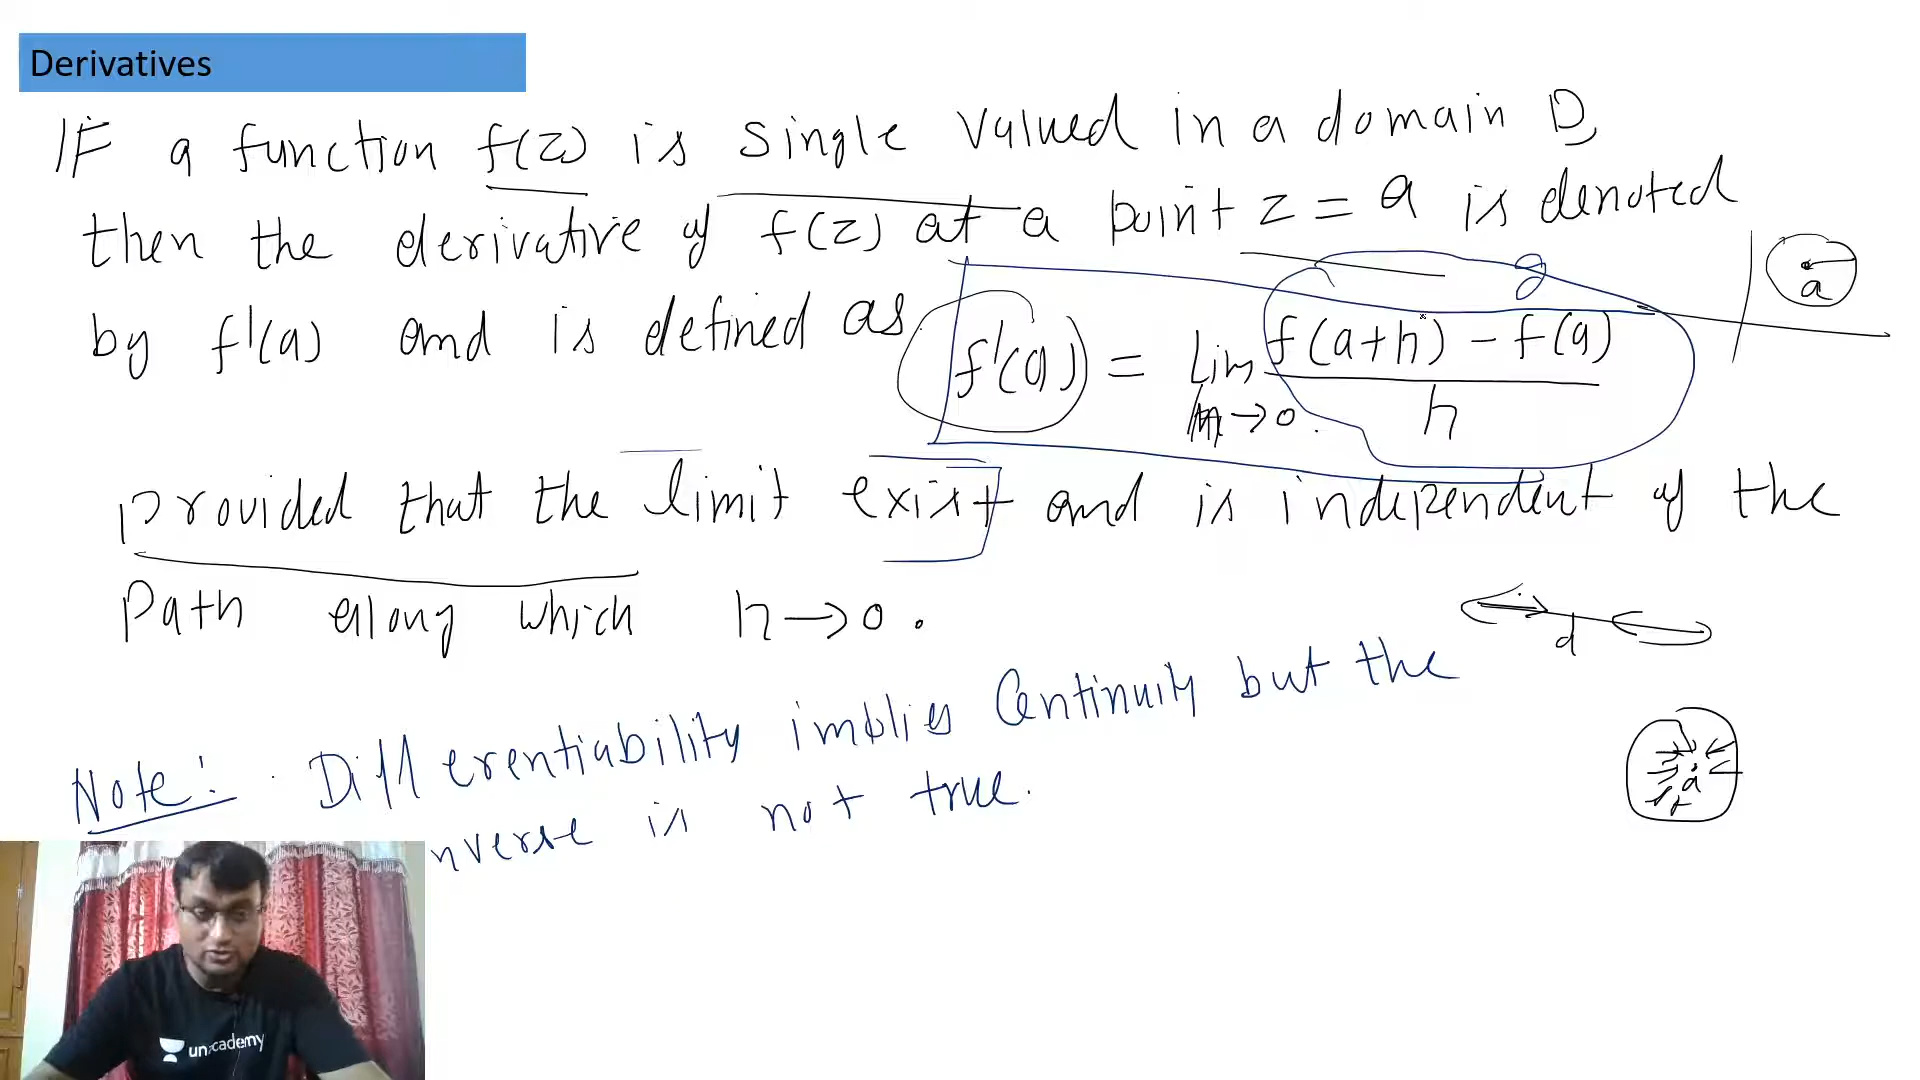 Derivatives
IF a function f(z) is single valued in a domain D,
then the derivative of f(z) at a point z = a is denoted
by f'(a) and is defined as
f'(a) = Lim h→0 f(a+h) - f(a) / h
a
provided that the limit exist and is independent of the
Path along which h→0.
d
a
Note: Differentiability implies Continuity but the
nverse is not true.
unacademy